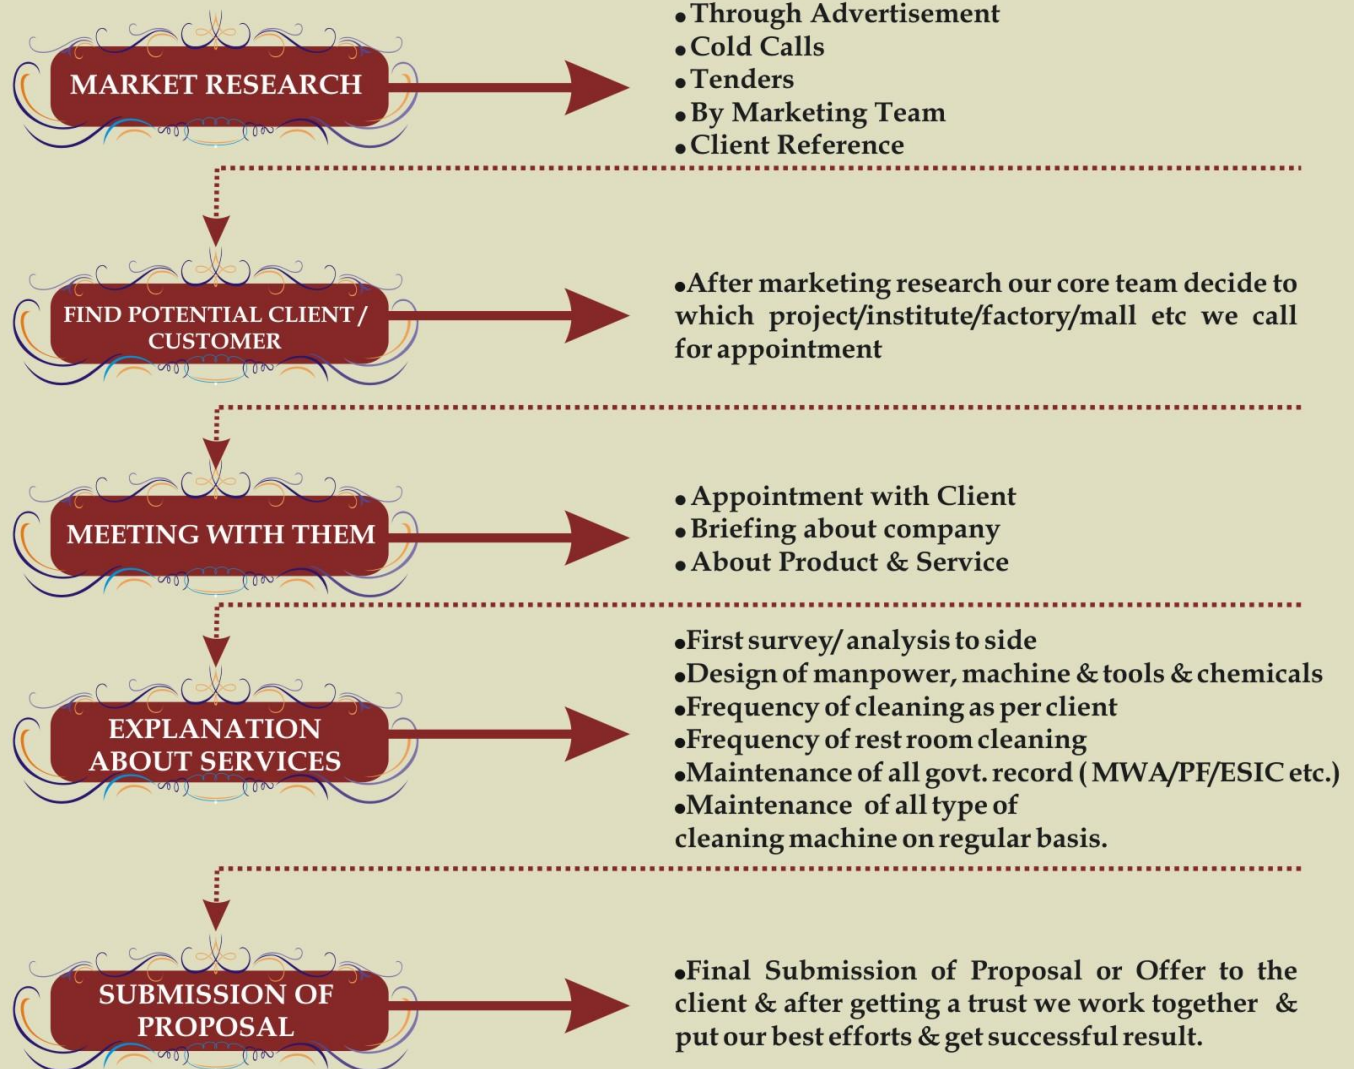 MARKET RESEARCH
•Through Advertisement
•Cold Calls
•Tenders
•By Marketing Team
•Client Reference
FIND POTENTIAL CLIENT /
CUSTOMER
•After marketing research our core team decide to
which project/institute/factory/mall etc we call
for appointment
MEETING WITH THEM
•Appointment with Client
•Briefing about company
•About Product & Service
EXPLANATION
ABOUT SERVICES
•First survey/ analysis to side
•Design of manpower, machine & tools & chemicals
•Frequency of cleaning as per client
•Frequency of rest room cleaning
•Maintenance of all govt. record ( MWA/PF/ESIC etc.)
•Maintenance of all type of
cleaning machine on regular basis.
SUBMISSION OF
PROPOSAL
•Final Submission of Proposal or Offer to the
client & after getting a trust we work together &
put our best efforts & get successful result.